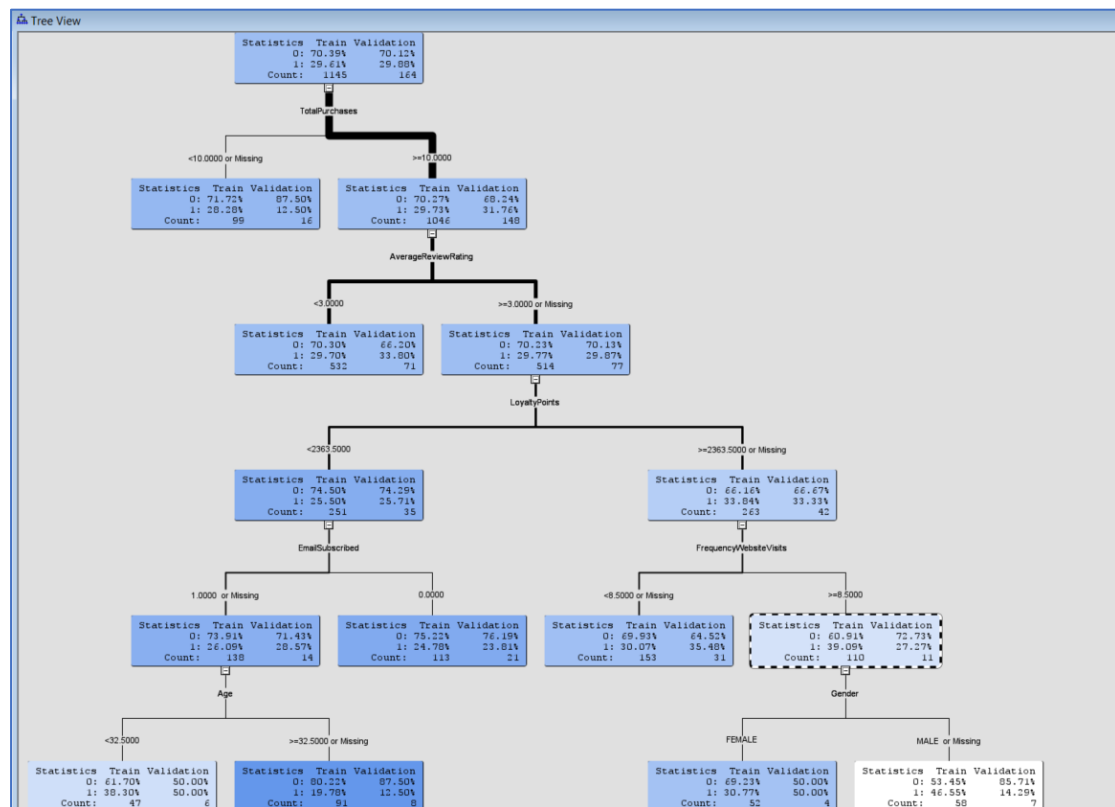 Tree View
Statistics Train Validation
0: 70.39% 70.12%
1: 29.61% 29.88%
Count: 1145 164
TotalPurchases
<10.0000 or Missing
>=10.0000
Statistics Train Validation
0: 71.72% 87.50%
1: 28.28% 12.50%
Count: 99 16
Statistics Train Validation
0: 70.27% 68.24%
1: 29.73% 31.76%
Count: 1046 148
AverageReviewRating
<3.0000
>=3.0000 or Missing
Statistics Train Validation
0: 70.30% 66.20%
1: 29.70% 33.80%
Count: 532 71
Statistics Train Validation
0: 70.23% 70.13%
1: 29.77% 29.87%
Count: 514 77
LoyaltyPoints
<2363.5000
>=2363.5000 or Missing
Statistics Train Validation
0: 74.50% 74.29%
1: 25.50% 25.71%
Count: 251 35
Statistics Train Validation
0: 66.16% 66.67%
1: 33.84% 33.33%
Count: 263 42
EmailSubscribed
FrequencyWebsiteVisits
1.0000 or Missing
0.0000
<8.5000 or Missing
>=8.5000
Statistics Train Validation
0: 73.91% 71.43%
1: 26.09% 28.57%
Count: 138 14
Statistics Train Validation
0: 75.22% 76.19%
1: 24.78% 23.81%
Count: 113 21
Statistics Train Validation
0: 69.93% 64.52%
1: 30.07% 35.48%
Count: 153 31
Statistics Train Validation
0: 60.91% 72.73%
1: 39.09% 27.27%
Count: 110 11
Age
Gender
<32.5000
>=32.5000 or Missing
FEMALE
MALE or Missing
Statistics Train Validation
0: 61.70% 50.00%
1: 38.30% 50.00%
Count: 47 6
Statistics Train Validation
0: 80.22% 87.50%
1: 19.78% 12.50%
Count: 91 8
Statistics Train Validation
0: 69.23% 50.00%
1: 30.77% 50.00%
Count: 52 4
Statistics Train Validation
0: 53.45% 85.71%
1: 46.55% 14.29%
Count: 58 7